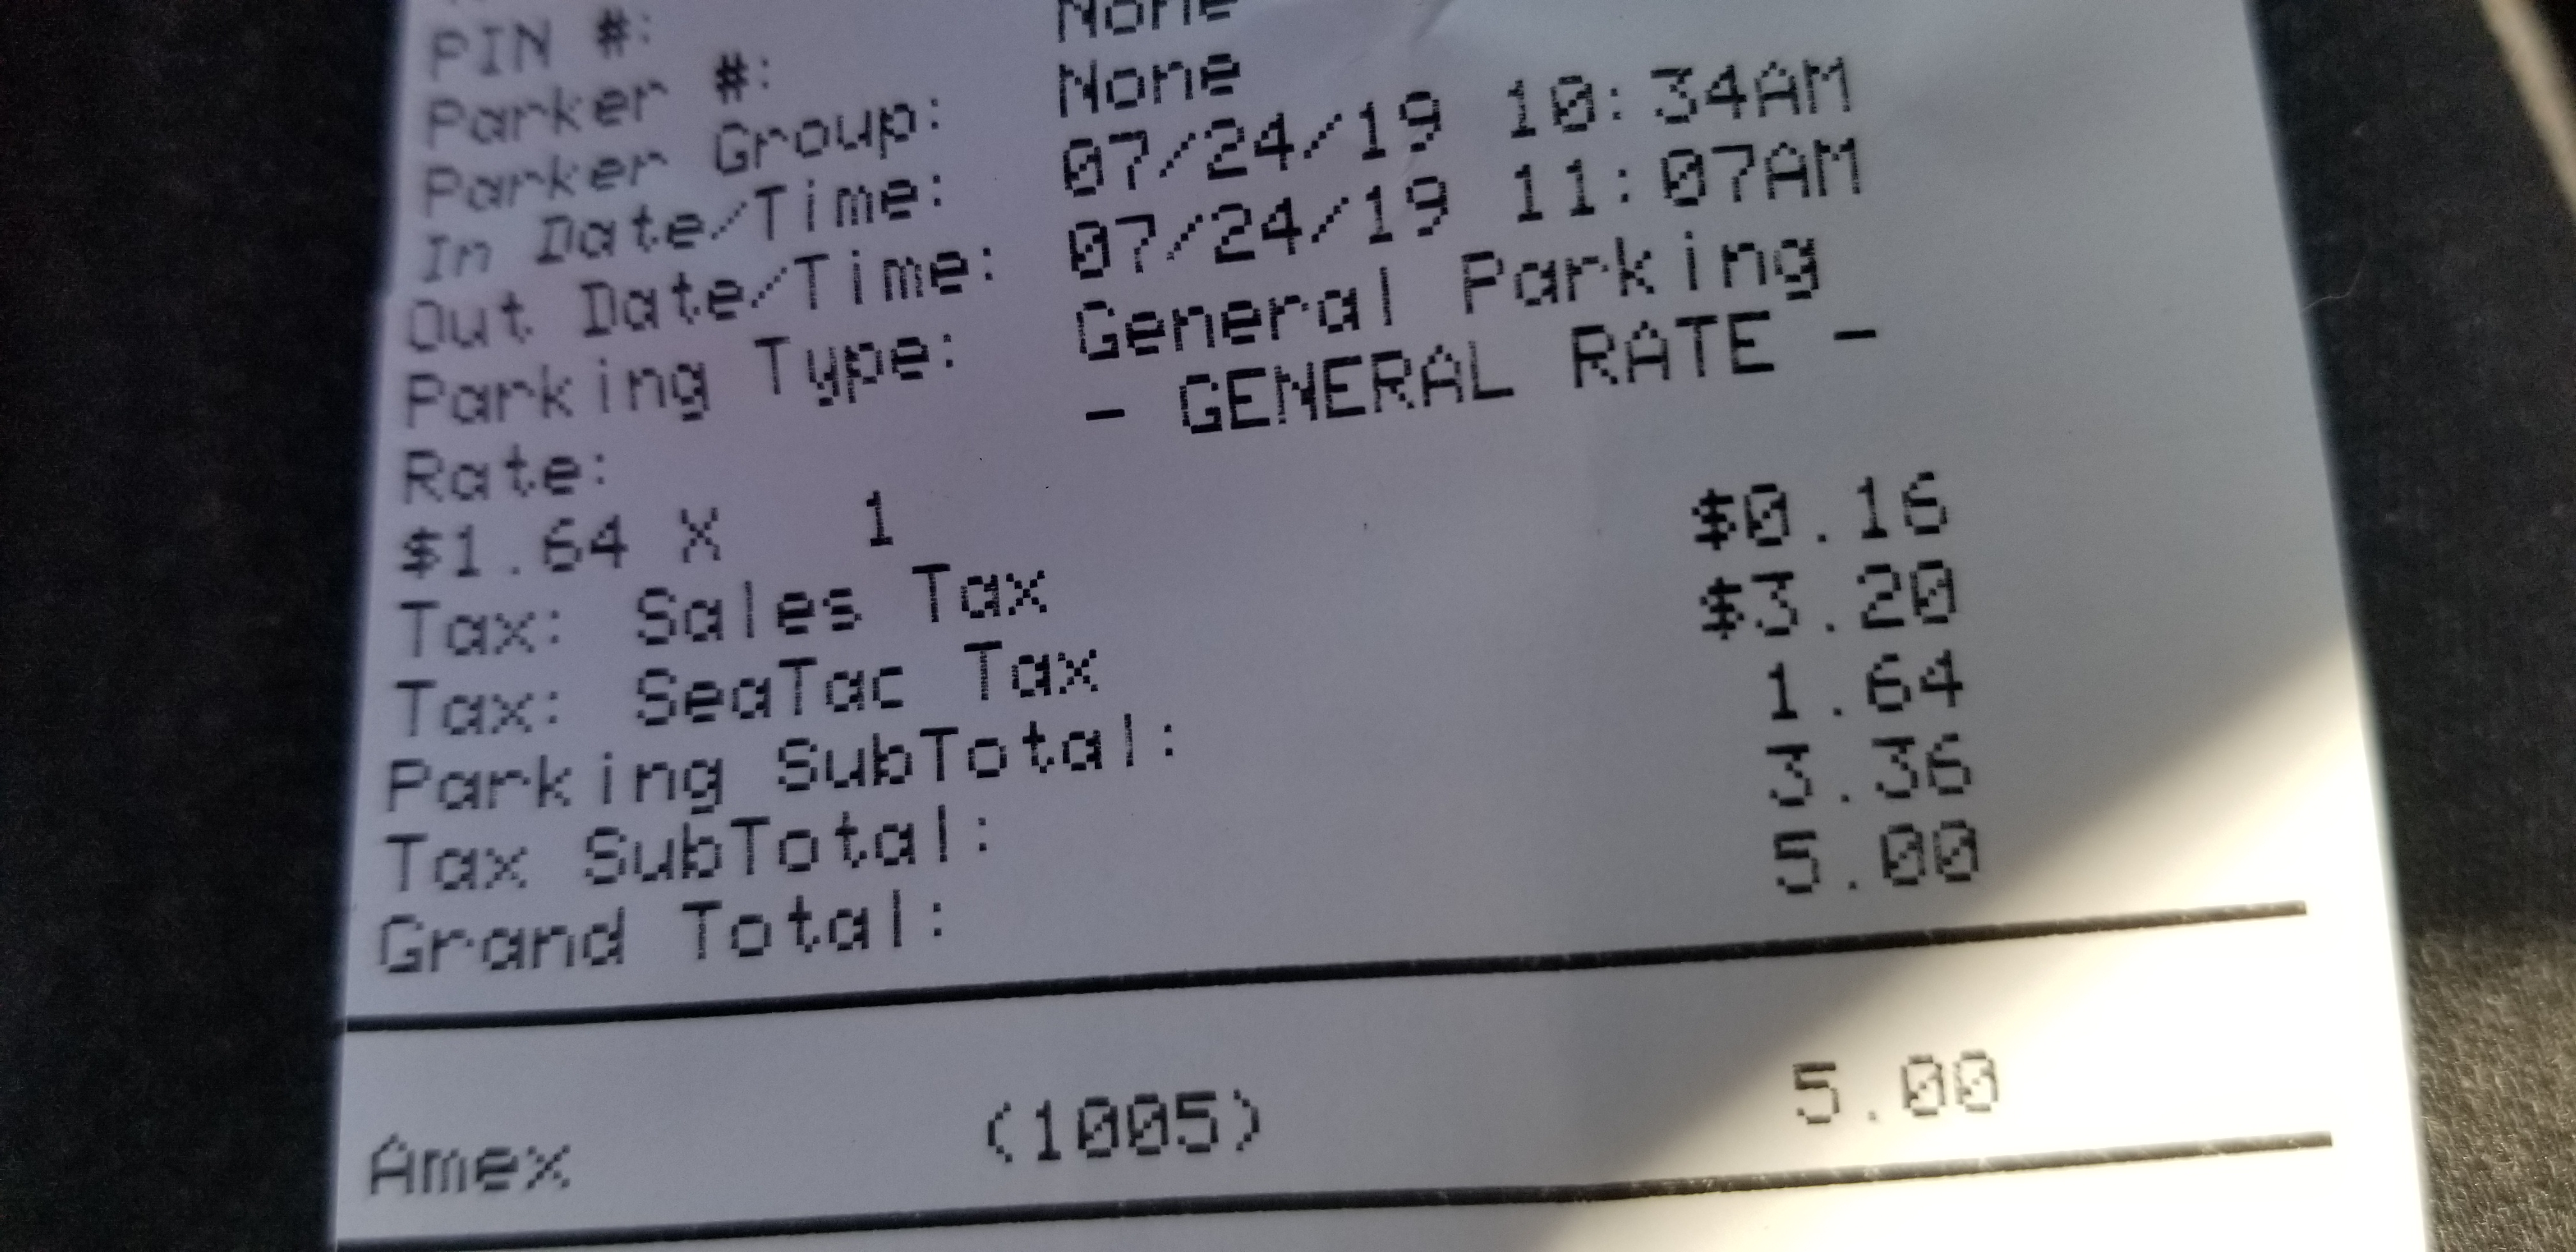 PIN #:
Parker #: None
Parker Group: None
In Date/Time: 07/24/19 10:34AM
Out Date/Time: 07/24/19 11:07AM
Parking Type: General Parking
Rate: - GENERAL RATE -
$1.64 X 1
Tax: Sales Tax $0.16
Tax: SeaTac Tax $3.20
Parking SubTotal: 1.64
Tax SubTotal: 3.36
Grand Total: 5.00
Amex (1005) 5.00